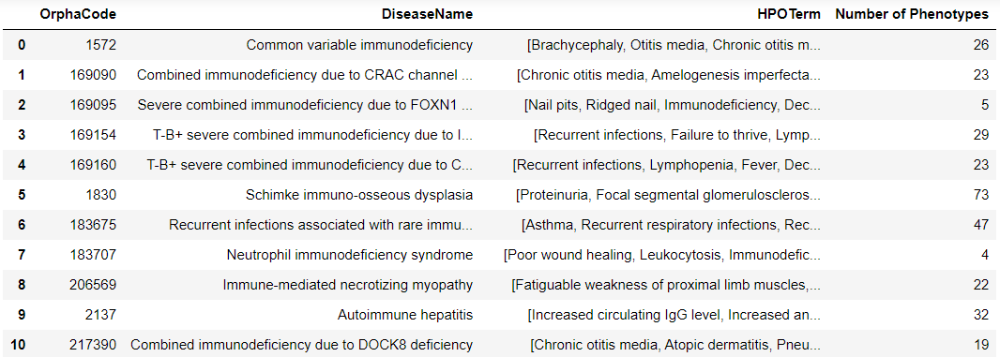 OrphaCode DiseaseName HPOTerm Number of Phenotypes
0 1572 Common variable immunodeficiency [Brachycephaly, Otitis media, Chronic otitis m... 26
1 169090 Combined immunodeficiency due to CRAC channel ... [Chronic otitis media, Amelogenesis imperfecta... 23
2 169095 Severe combined immunodeficiency due to FOXN1 ... [Nail pits, Ridged nail, Immunodeficiency, Dec... 5
3 169154 T-B+ severe combined immunodeficiency due to I... [Recurrent infections, Failure to thrive, Lymp... 29
4 169160 T-B+ severe combined immunodeficiency due to C... [Recurrent infections, Lymphopenia, Fever, Dec... 23
5 1830 Schimke immuno-osseous dysplasia [Proteinuria, Focal segmental glomeruloscleros... 73
6 183675 Recurrent infections associated with rare immu... [Asthma, Recurrent respiratory infections, Rec... 47
7 183707 Neutrophil immunodeficiency syndrome [Poor wound healing, Leukocytosis, Immunodefic... 4
8 206569 Immune-mediated necrotizing myopathy [Fatiguable weakness of proximal limb muscles,... 22
9 2137 Autoimmune hepatitis [Increased circulating IgG level, Increased an... 32
10 217390 Combined immunodeficiency due to DOCK8 deficiency [Chronic otitis media, Atopic dermatitis, Pneu... 19